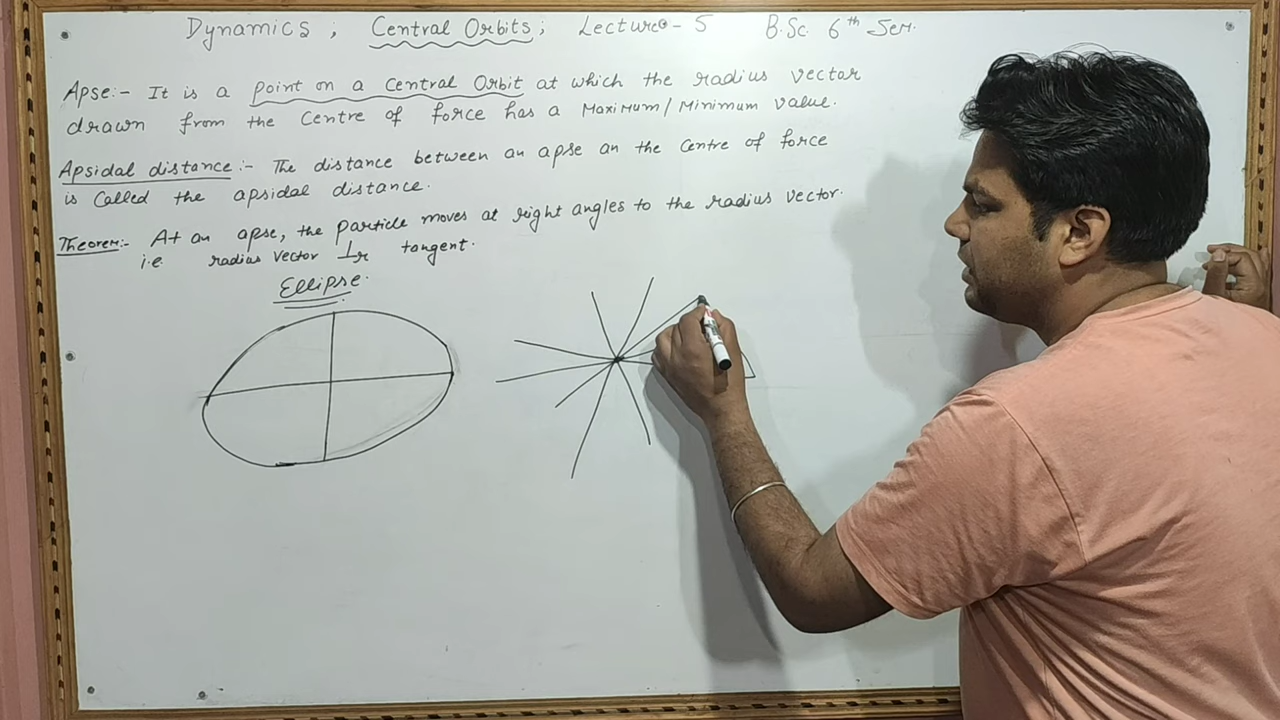 Dynamics ; Central Orbits ; Lecture - 5 B.Sc. 6th Sem.
Apse:- It is a point on a Central Orbit at which the radius vector
drawn from the Centre of force has a Maximum/Minimum value.
Apsidal distance:- The distance between an apse an the Centre of force
is Called the apsidal distance.
Theorem:- At an apse, the particle moves at right angles to the radius vector.
i.e radius vector ⊥r tangent.
Ellipse.